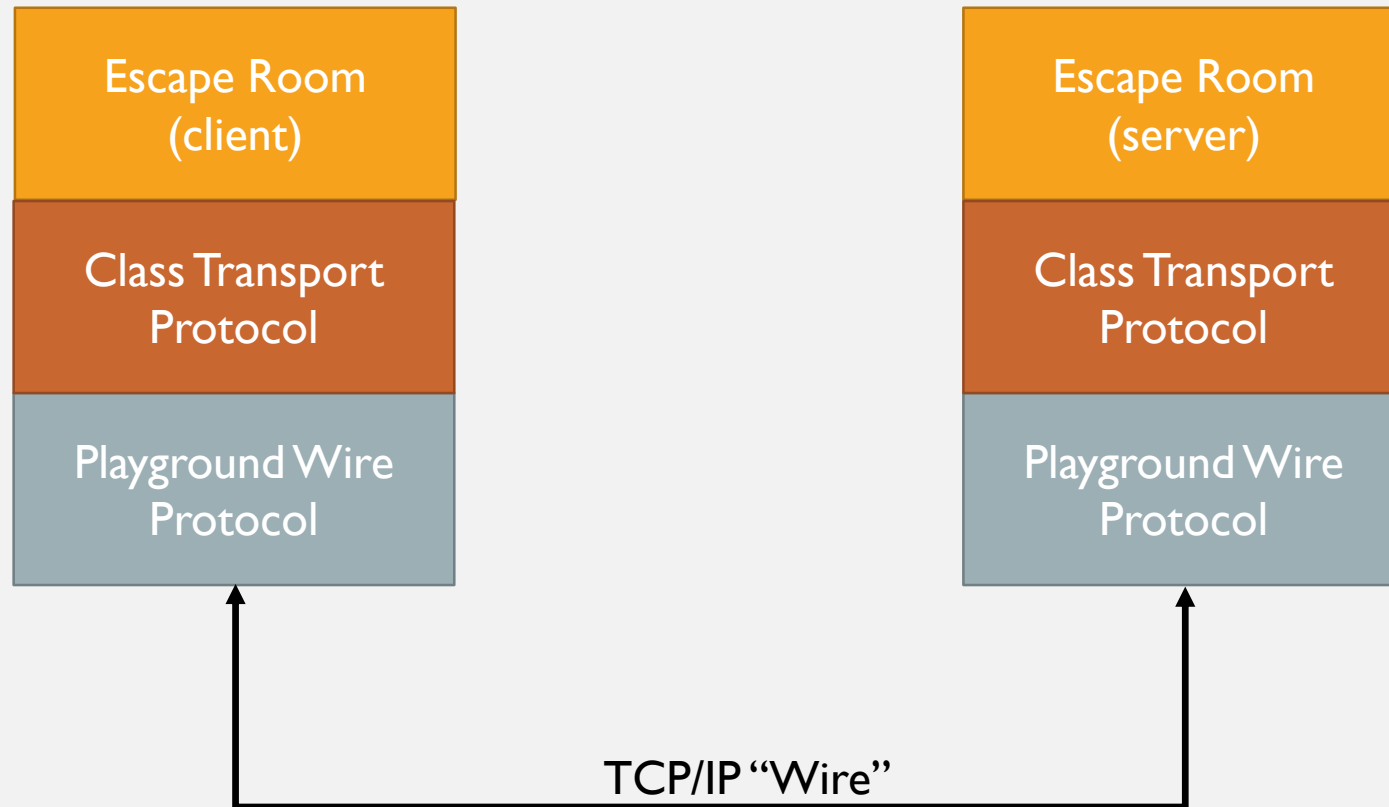 Escape Room
(client)
Class Transport
Protocol
Playground Wire
Protocol
Escape Room
(server)
Class Transport
Protocol
Playground Wire
Protocol
TCP/IP “Wire”